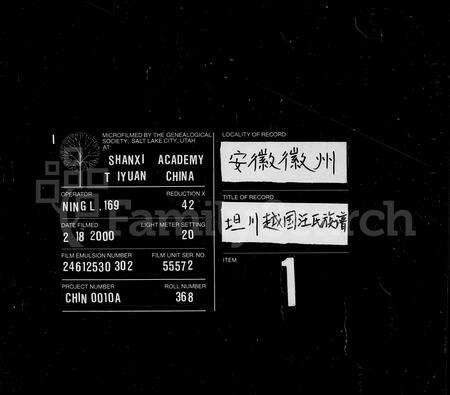 MICROFILMED BY THE GENEALOGICAL
SOCIETY, SALT LAKE CITY, UTAH
AT
SHANXI ACADEMY
T IYUAN CHINA
OPERATOR REDUCTION X
NING L. 169 42
DATE FILMED LIGHT METER SETTING
2 18 2000 20
FILM EMULSION NUMBER FILM UNIT SER. NO.
24612530 302 55572
PROJECT NUMBER ROLL NUMBER
CHIN 0010A 368
LOCALITY OF RECORD
安徽徽州
TITLE OF RECORD
坦川越国汪氏族谱
ITEM
1
FamilySearch